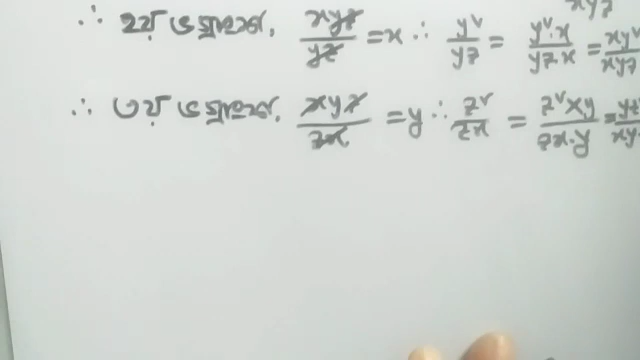 xyz
∴ ২য় ভগ্নাংশে, xyz/yz = x ∴ y²/yz = y².x/yz.x = xy²/xyz
∴ ৩য় ভগ্নাংশে, xyz/zx = y ∴ z²/zx = z²xy/zx.y =